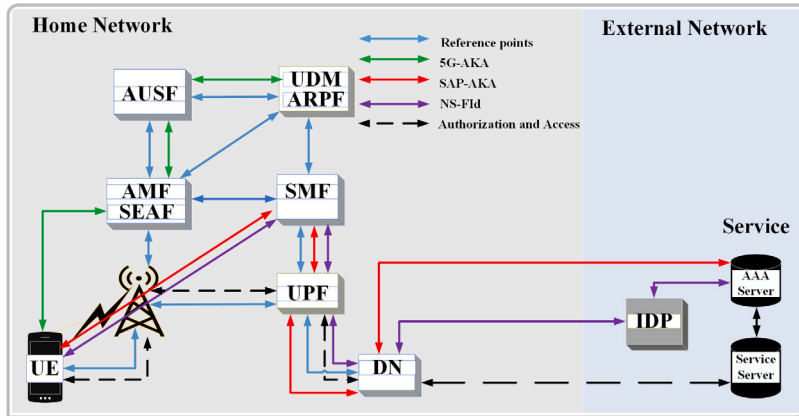 Home Network
External Network
Reference points
5G-AKA
SAP-AKA
NS-FId
Authorization and Access
AUSF
UDM
ARPF
AMF
SEAF
SMF
Service
AAA
Server
UPF
IDP
UE
DN
Service
Server